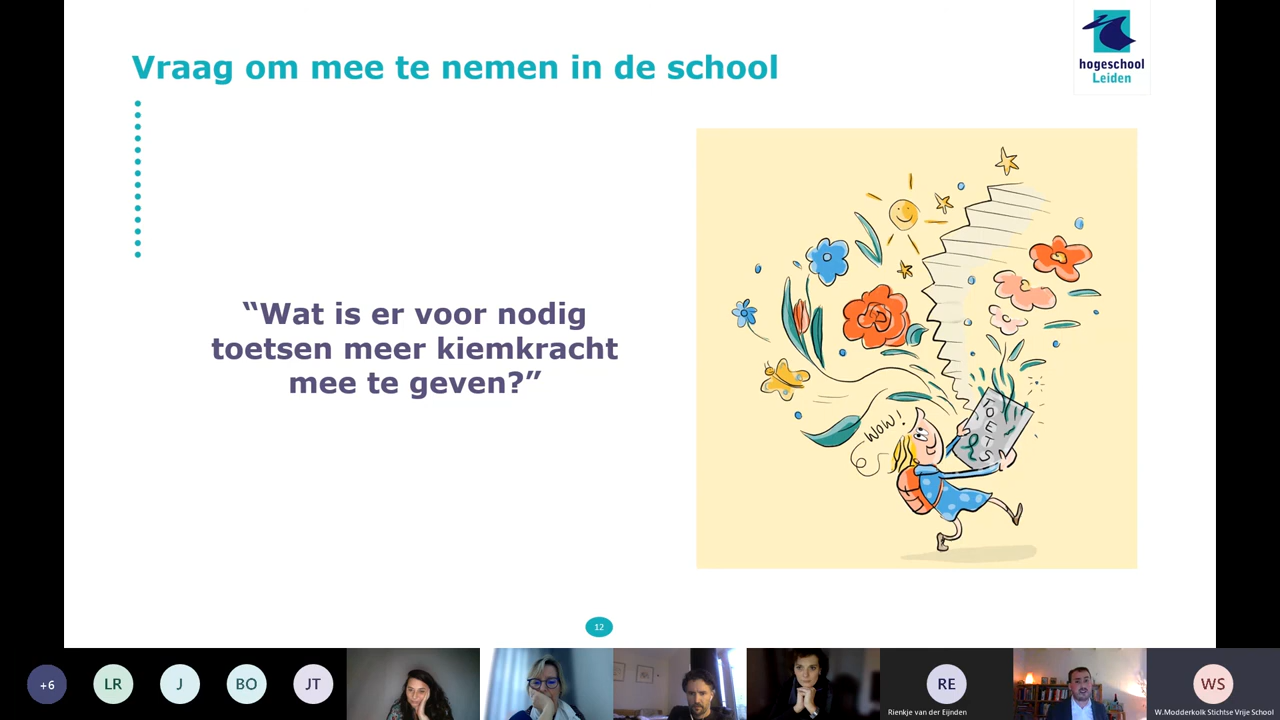 Vraag om mee te nemen in de school
hogeschool
Leiden
“Wat is er voor nodig
toetsen meer kiemkracht
mee te geven?”
WOW!
TOETS
12
+6
LR
J
BO
JT
RE
WS
Rienkje van der Eijnden
W.Modderkolk Stichtse Vrije School